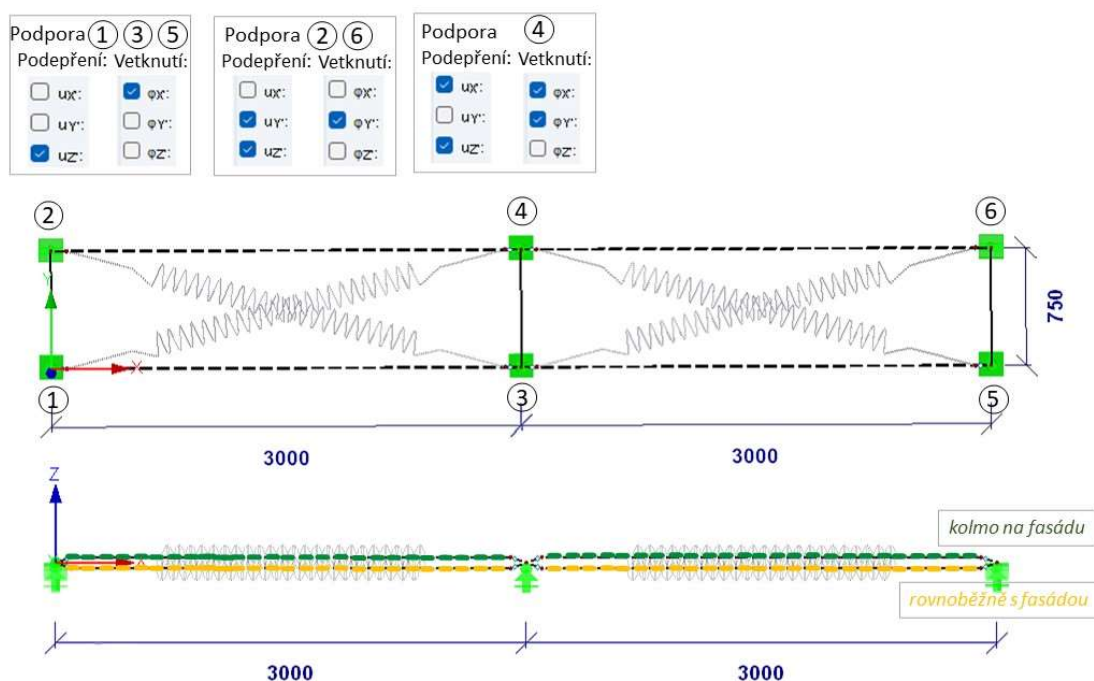 Podpora ① ③ ⑤
Podepření: Vetknutí:
uX': φX':
uY': φY':
uZ': φZ':
Podpora ② ⑥
Podepření: Vetknutí:
uX': φX':
uY': φY':
uZ': φZ':
Podpora ④
Podepření: Vetknutí:
uX': φX':
uY': φY':
uZ': φZ':
② ④ ⑥
Y
X
750
① ③ ⑤
3000 3000
Z
kolmo na fasádu
X
rovnoběžně s fasádou
3000 3000